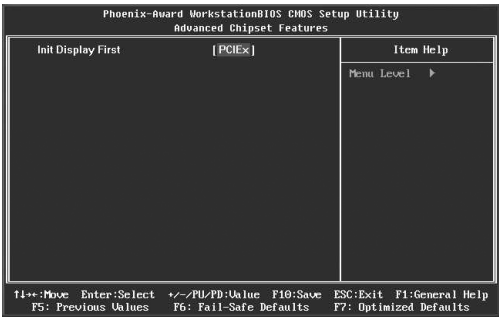 Phoenix-Award WorkstationBIOS CMOS Setup Utility
Advanced Chipset Features
Init Display First [PCIEx]
Item Help
Menu Level ▶
↑↓→←:Move Enter:Select +/-/PU/PD:Value F10:Save ESC:Exit F1:General Help
F5: Previous Values F6: Fail-Safe Defaults F7: Optimized Defaults